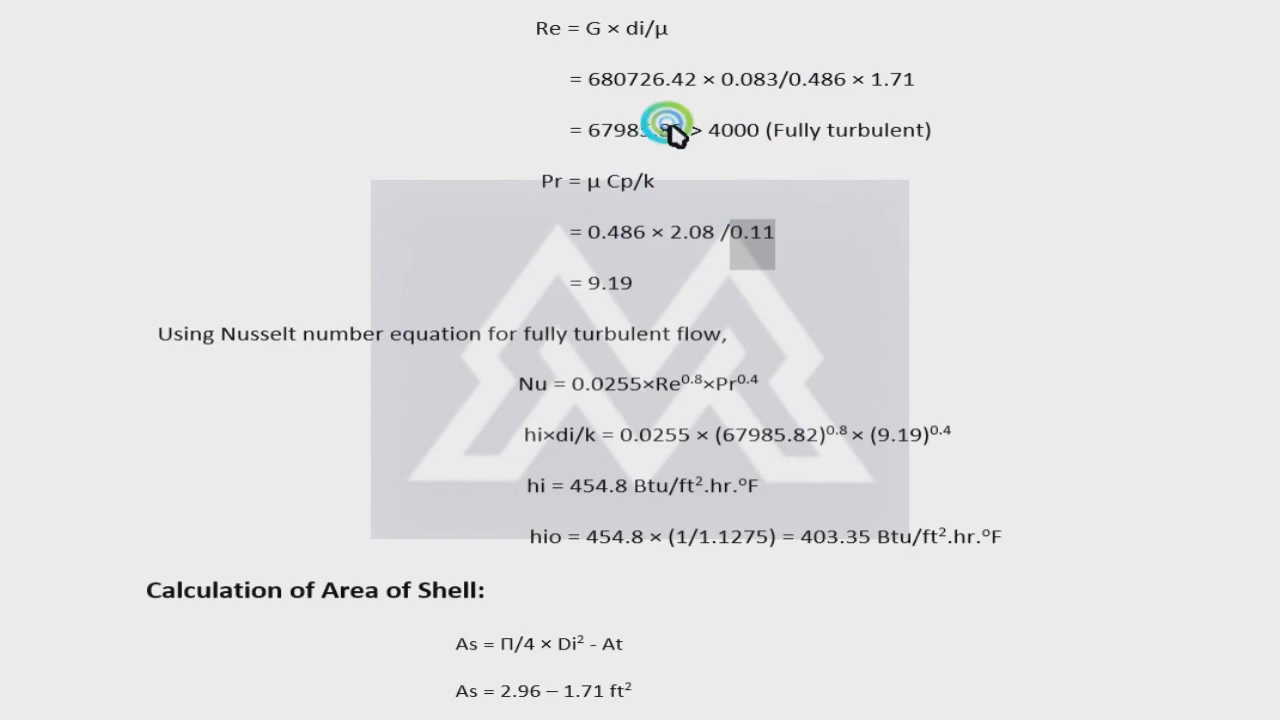 Re = G × di/μ
= 680726.42 × 0.083/0.486 × 1.71
> 4000 (Fully turbulent)
Pr = μ Cp/k
= 0.486 × 2.08 /0.11
= 9.19
Using Nusselt number equation for fully turbulent flow,
Nu = 0.0255×Re⁰·⁸×Pr⁰·⁴
hi×di/k = 0.0255 × (67985.82)⁰·⁸ × (9.19)⁰·⁴
hi = 454.8 Btu/ft².hr.ºF
hio = 454.8 × (1/1.1275) = 403.35 Btu/ft².hr.ºF
Calculation of Area of Shell:
As = Π/4 × Di² - At
As = 2.96 – 1.71 ft²